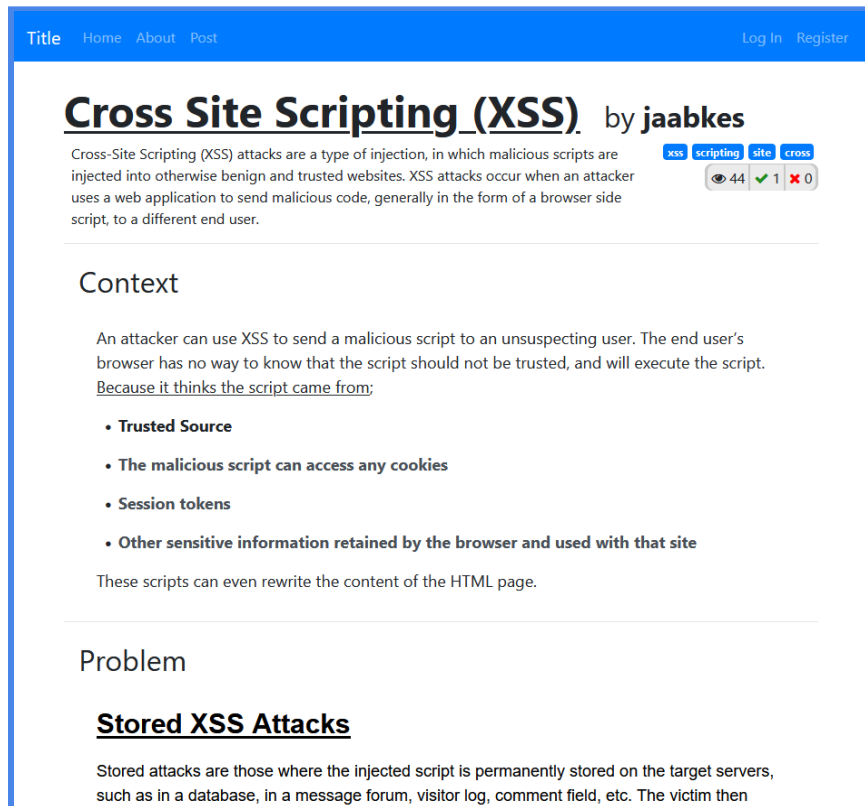 Title Home About Post Log In Register
Cross Site Scripting (XSS) by jaabkes
Cross-Site Scripting (XSS) attacks are a type of injection, in which malicious scripts are
injected into otherwise benign and trusted websites. XSS attacks occur when an attacker
uses a web application to send malicious code, generally in the form of a browser side
script, to a different end user.
xss scripting site cross
44 1 0
Context
An attacker can use XSS to send a malicious script to an unsuspecting user. The end user's
browser has no way to know that the script should not be trusted, and will execute the script.
Because it thinks the script came from;
• Trusted Source
• The malicious script can access any cookies
• Session tokens
• Other sensitive information retained by the browser and used with that site
These scripts can even rewrite the content of the HTML page.
Problem
Stored XSS Attacks
Stored attacks are those where the injected script is permanently stored on the target servers,
such as in a database, in a message forum, visitor log, comment field, etc. The victim then